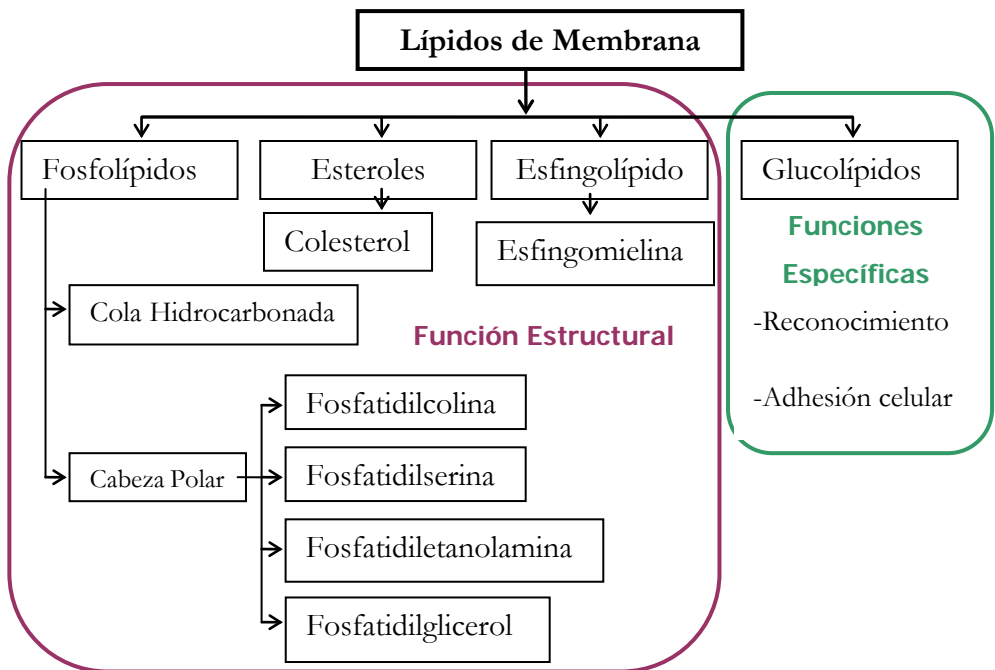 Lípidos de Membrana
Fosfolípidos
Esteroles
Esfingolípido
Glucolípidos
Colesterol
Esfingomielina
Funciones
Específicas
Cola Hidrocarbonada
Función Estructural
-Reconocimiento
-Adhesión celular
Fosfatidilcolina
Cabeza Polar
Fosfatidilserina
Fosfatidiletanolamina
Fosfatidilglicerol